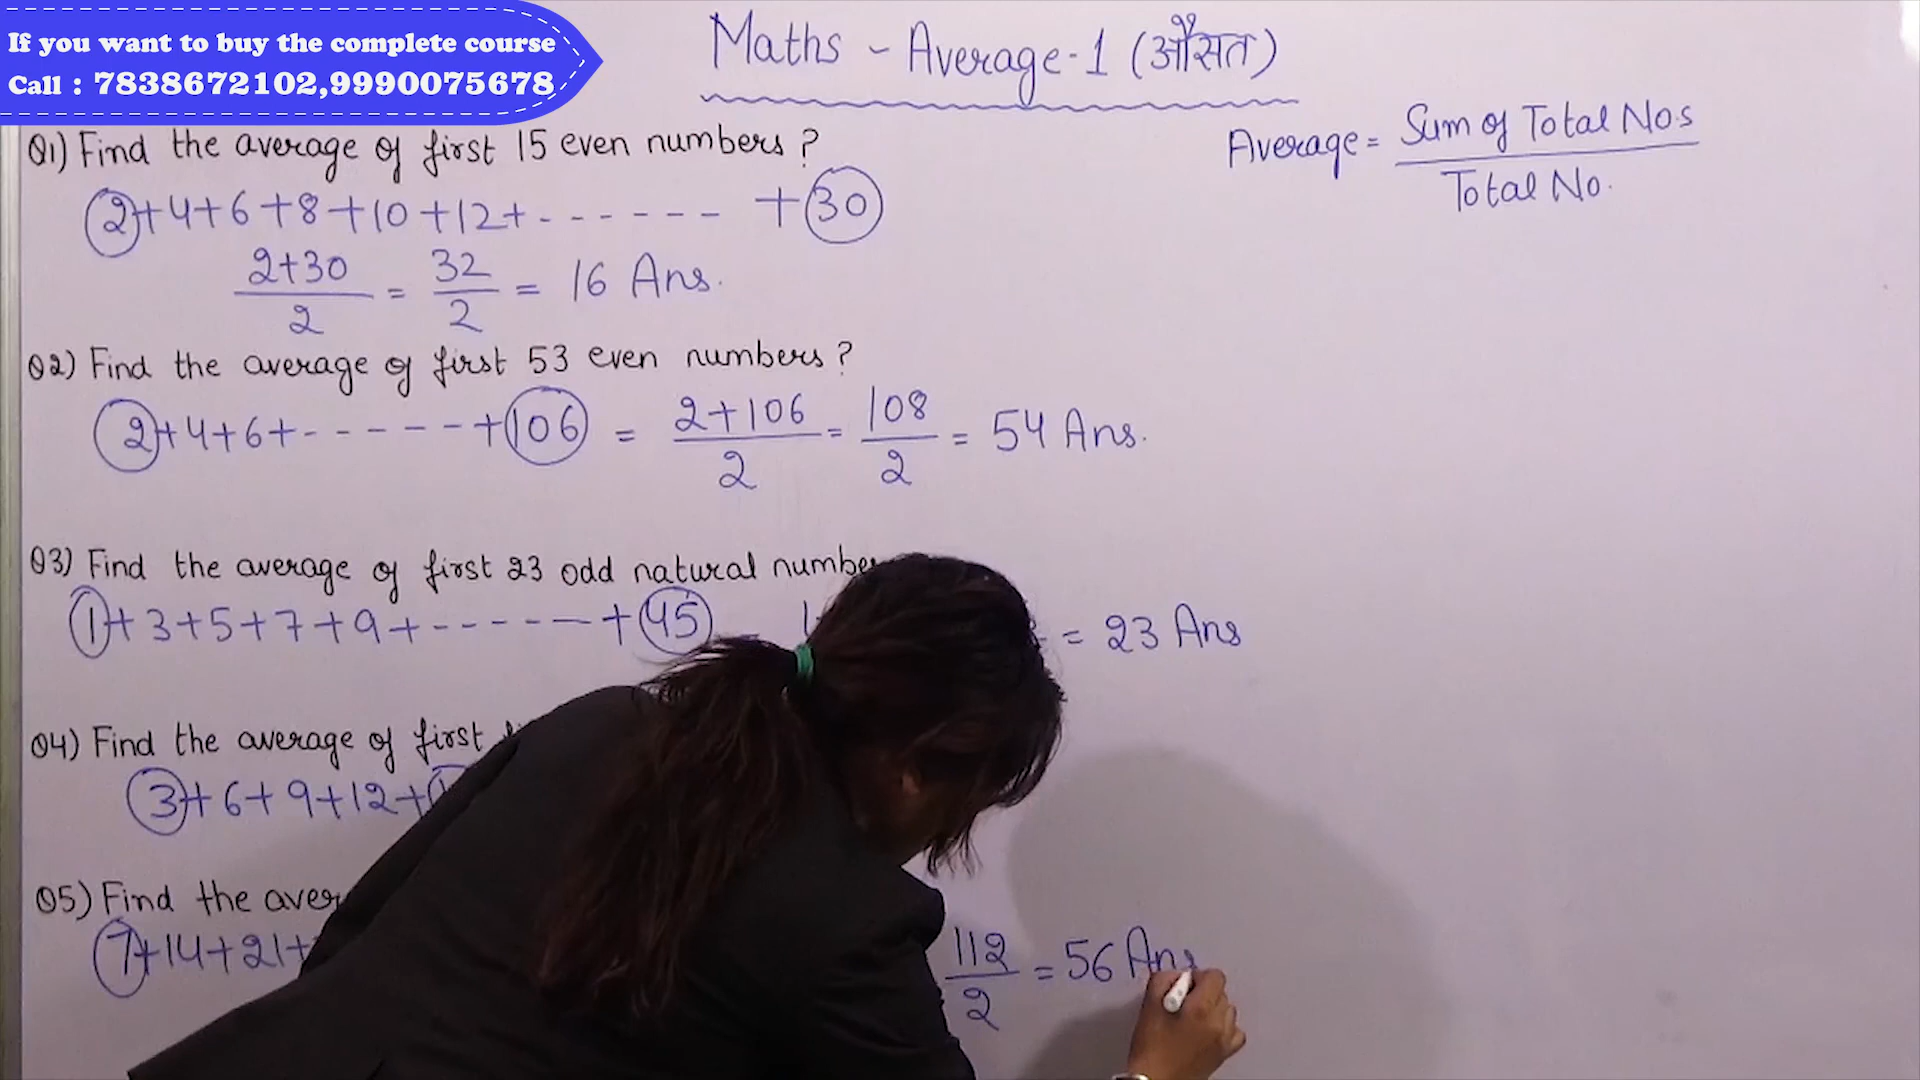 If you want to buy the complete course
Call : 7838672102,9990075678
Maths - Average-1 (औसत)
Average = Sum of Total No.s / Total No.
Q1) Find the average of first 15 even numbers?
2+4+6+8+10+12+ - - - - - - +30
2+30 / 2 = 32 / 2 = 16 Ans.
Q2) Find the average of first 53 even numbers?
2+4+6+ - - - - - - +106 = 2+106 / 2 = 108 / 2 = 54 Ans.
Q3) Find the average of first 23 odd natural
1+3+5+7+9+ - - - - - - +45 = 23 Ans
Q4) Find the average of first
3+6+9+12+
Q5) Find the
7+14+21+ 112 / 2 = 56 Ans